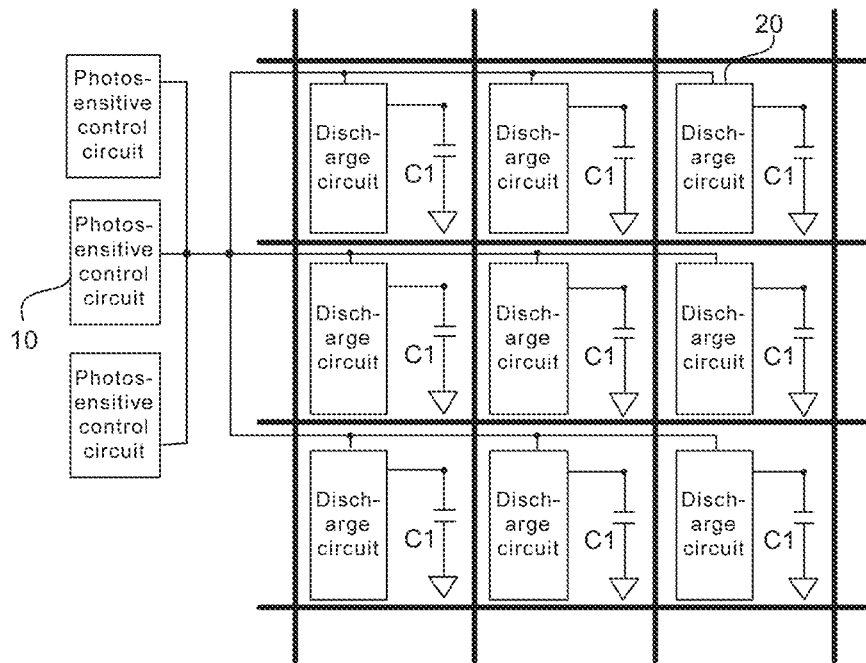 20
Photos-
ensitive
control
circuit
Disch-
arge
circuit
C1
Disch-
arge
circuit
C1
Disch-
arge
circuit
C1
Photos-
ensitive
control
circuit
10
Disch-
arge
circuit
C1
Disch-
arge
circuit
C1
Disch-
arge
circuit
C1
Photos-
ensitive
control
circuit
Disch-
arge
circuit
C1
Disch-
arge
circuit
C1
Disch-
arge
circuit
C1